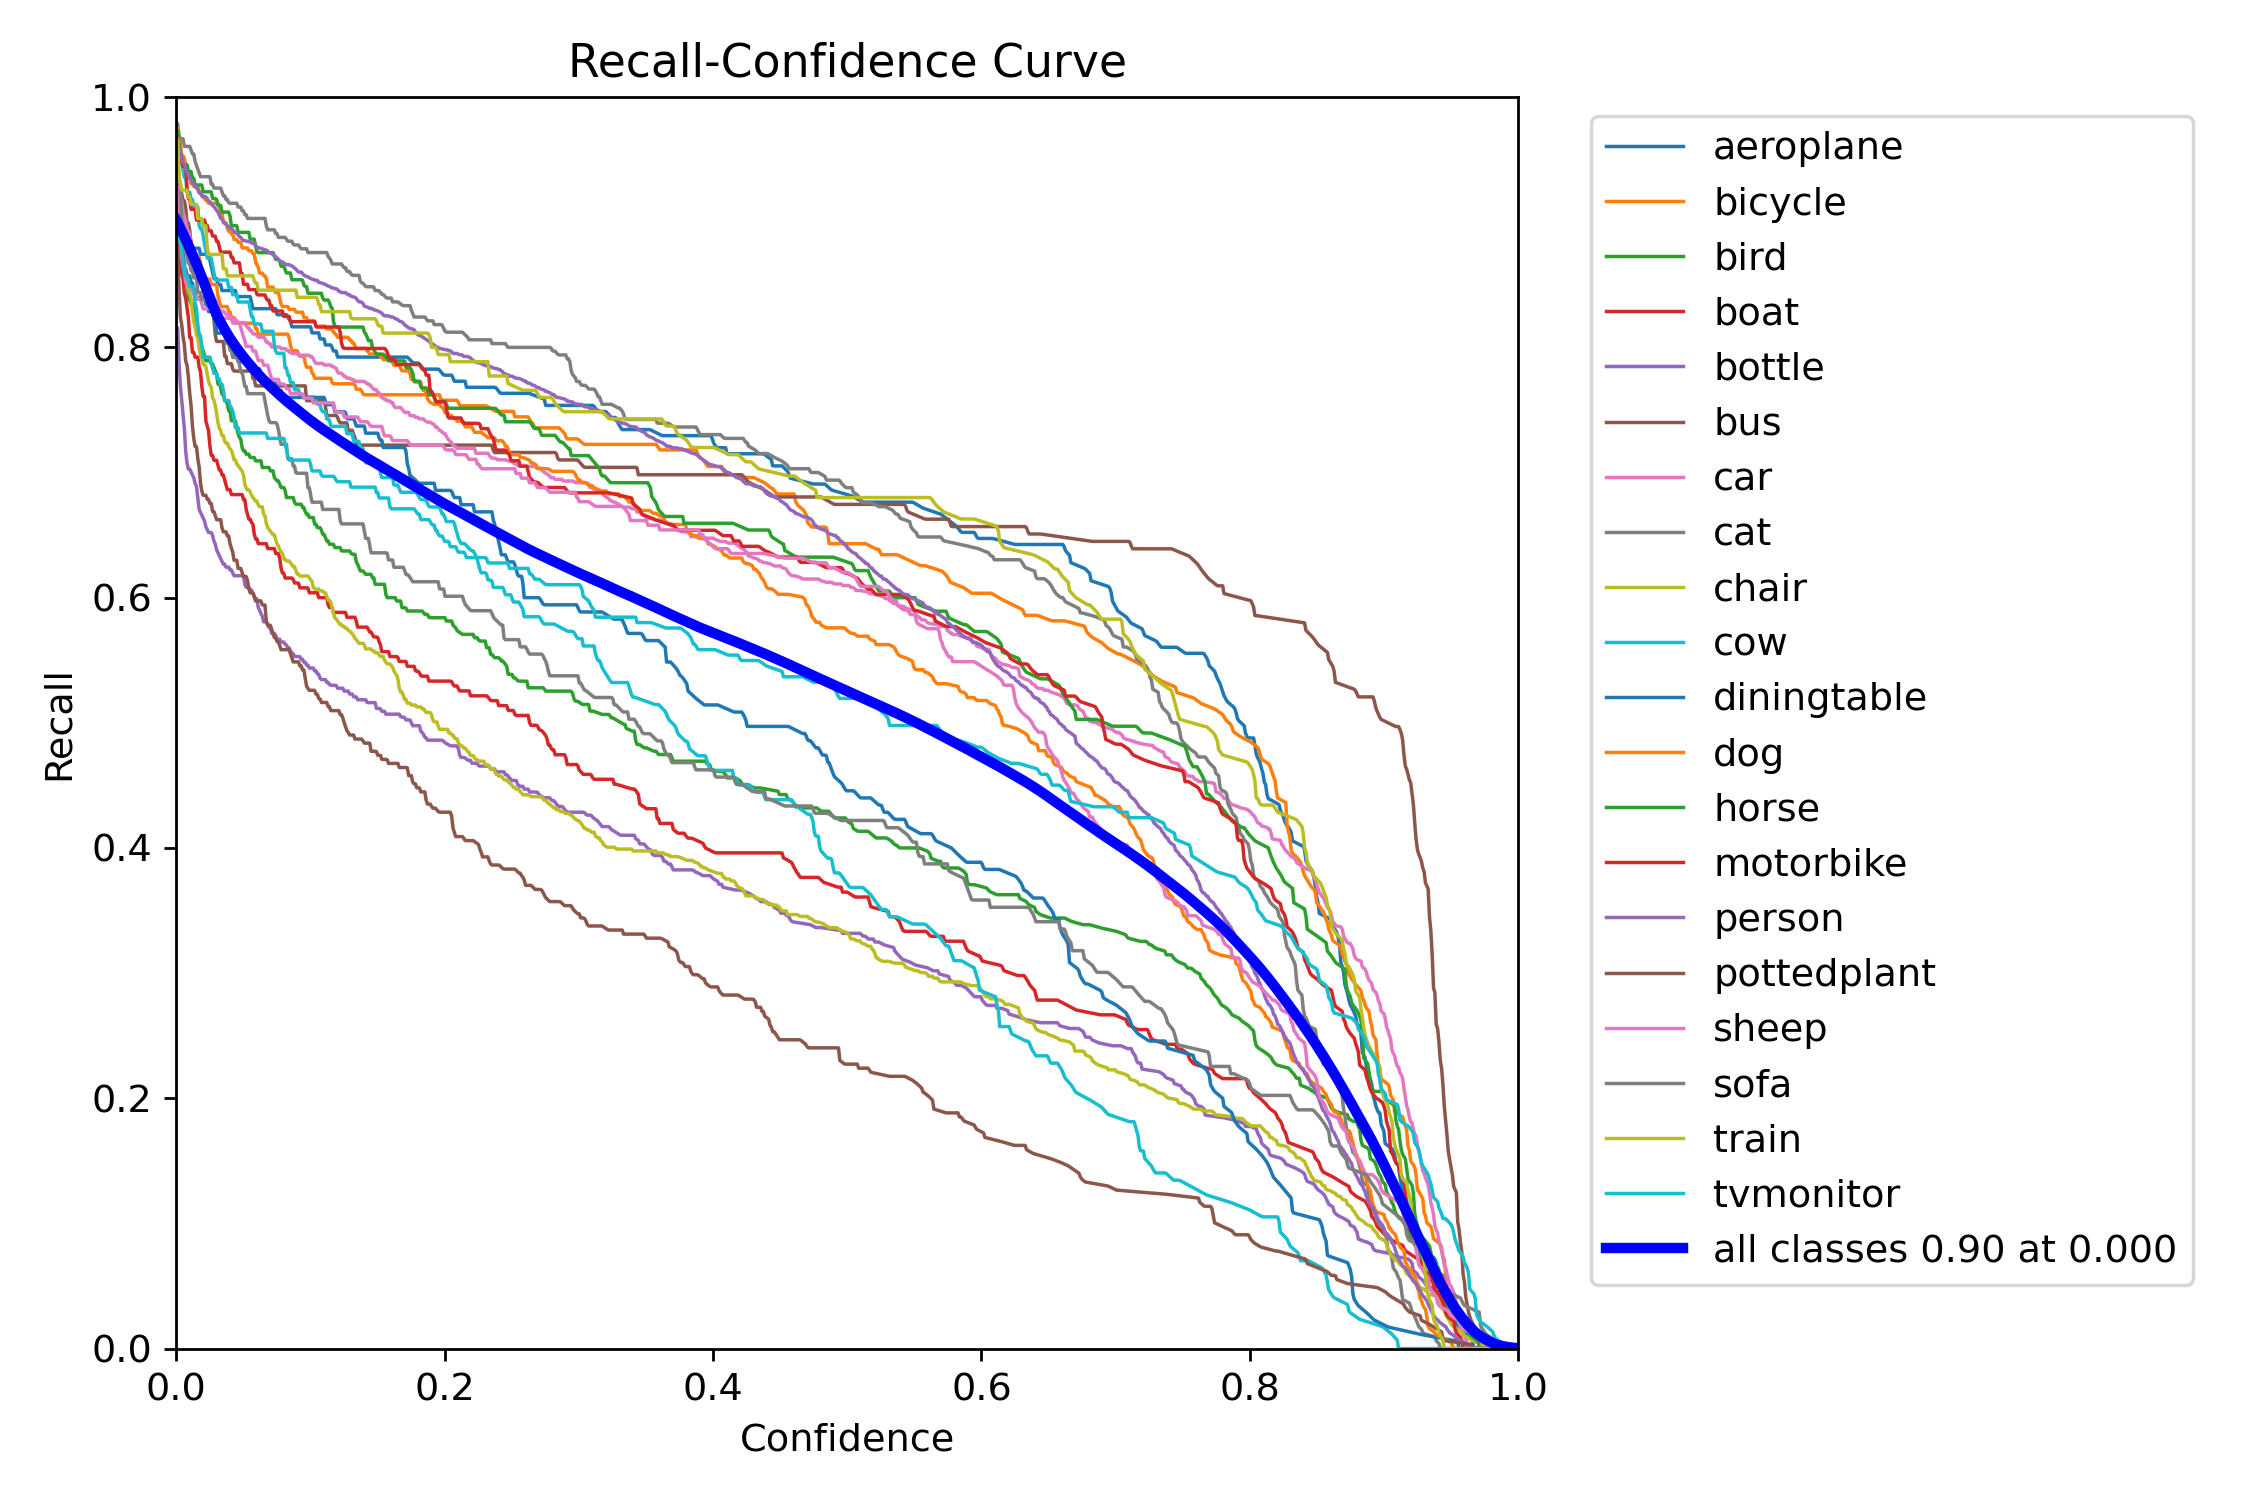 Recall-Confidence Curve
1.0
0.8
0.6
0.4
0.2
0.0
Recall
0.0 0.2 0.4 0.6 0.8 1.0
Confidence
aeroplane
bicycle
bird
boat
bottle
bus
car
cat
chair
cow
diningtable
dog
horse
motorbike
person
pottedplant
sheep
sofa
train
tvmonitor
all classes 0.90 at 0.000